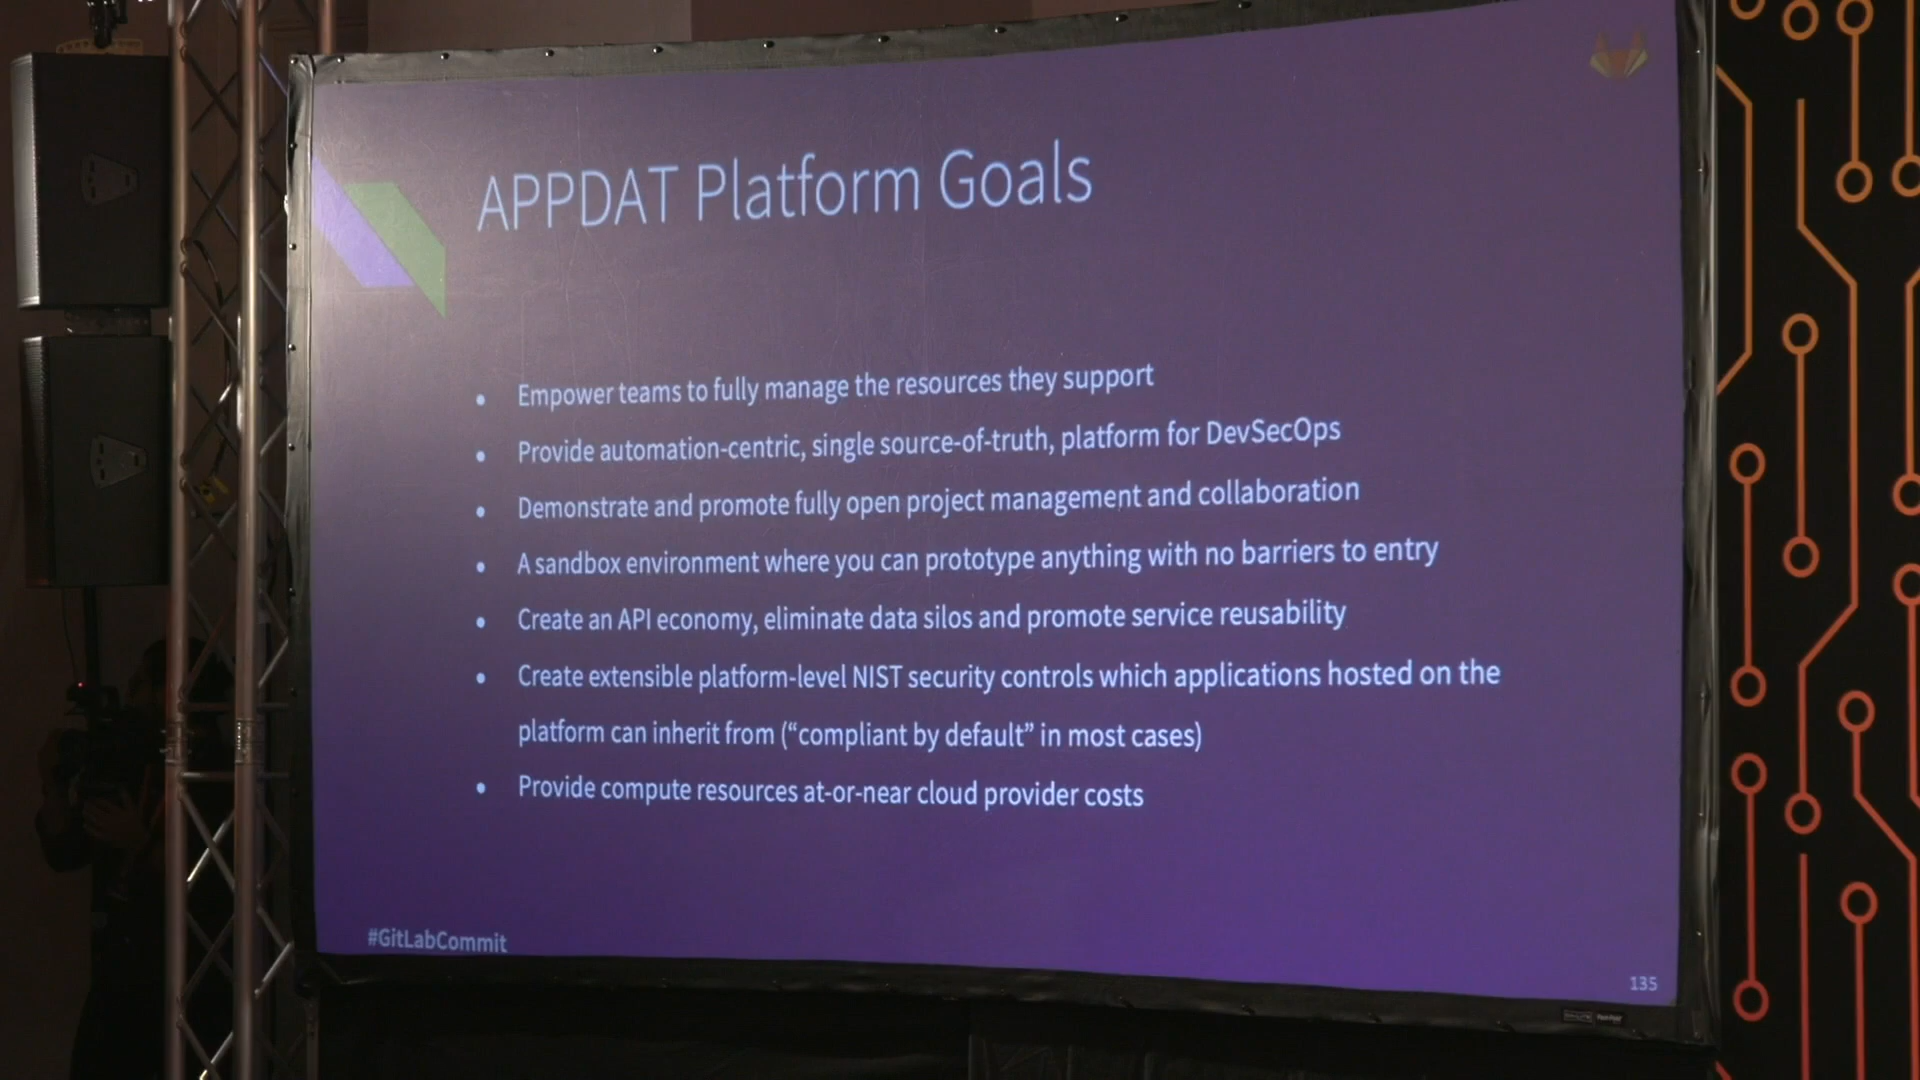 APPDAT Platform Goals
• Empower teams to fully manage the resources they support
• Provide automation-centric, single source-of-truth, platform for DevSecOps
• Demonstrate and promote fully open project management and collaboration
• A sandbox environment where you can prototype anything with no barriers to entry
• Create an API economy, eliminate data silos and promote service reusability
• Create extensible platform-level NIST security controls which applications hosted on the
platform can inherit from (“compliant by default” in most cases)
• Provide compute resources at-or-near cloud provider costs
#GitLabCommit
135